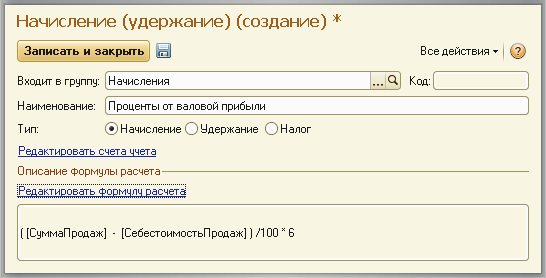 Начисление (удержание) (создание) *
Записать и закрыть Все действия ?
Входит в группу: Начисления ... Код:
Наименование: Проценты от валовой прибыли
Тип: Начисление Удержание Налог
Редактировать счета учета
Описание формулы расчета
Редактировать формулу расчета
( [СуммаПродаж] - [СебестоимостьПродаж] ) /100 * 6